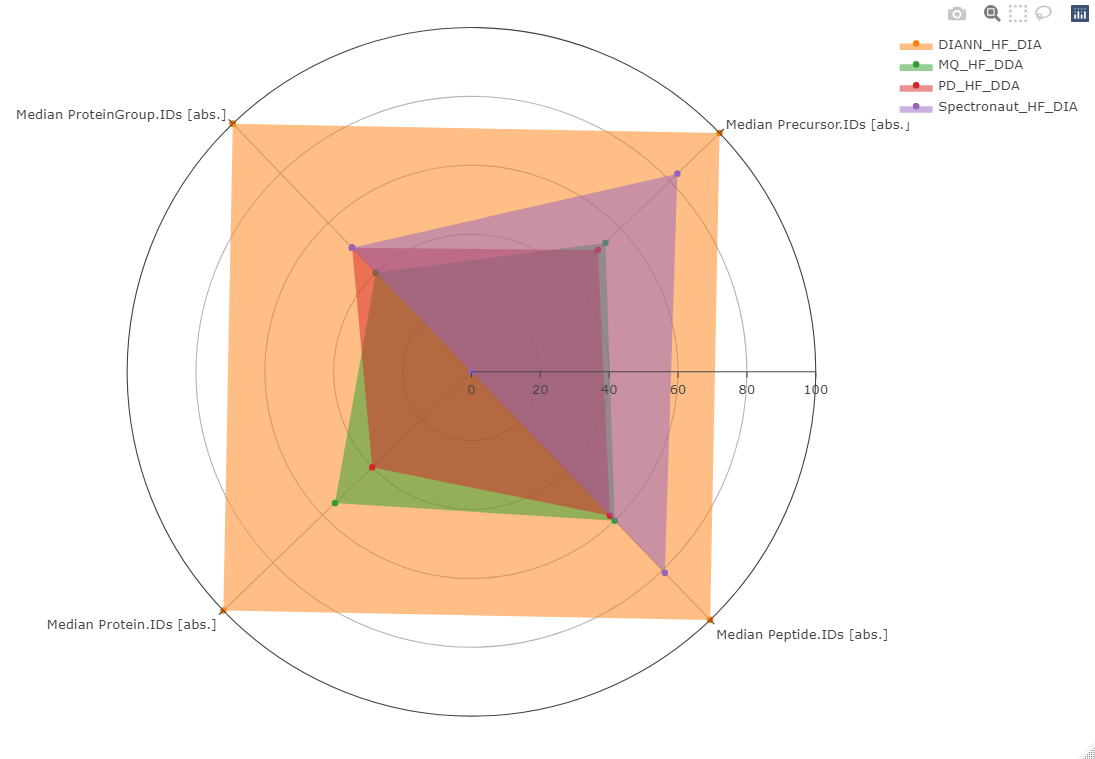 DIANN_HF_DIA
MQ_HF_DDA
PD_HF_DDA
Spectronaut_HF_DIA
Median ProteinGroup.IDs [abs.]
Median Precursor.IDs [abs.]
0 20 40 60 80 100
Median Protein.IDs [abs.]
Median Peptide.IDs [abs.]